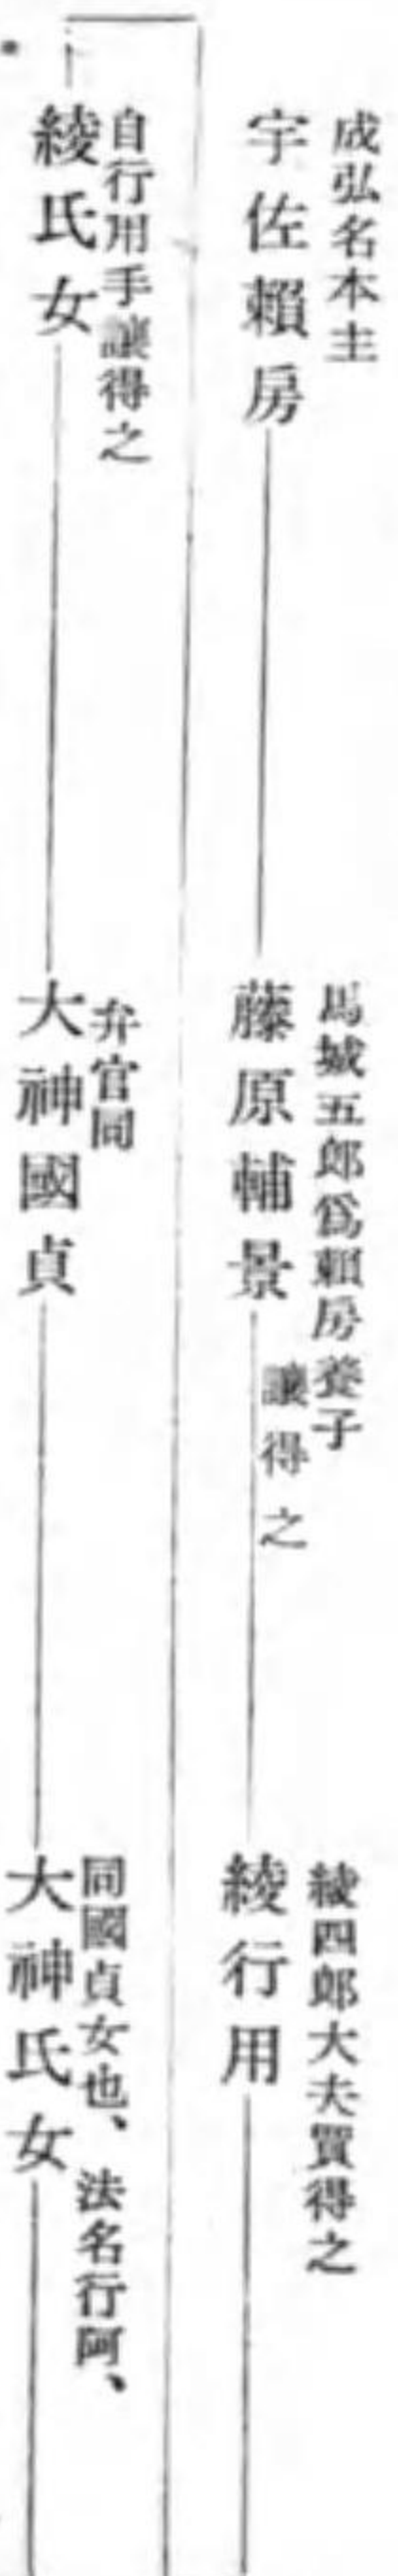 成弘名本主
宇佐賴房
馬城五郎爲賴房養子
讓得之
藤原輔景
綾四郎大夫買得之
綾行用
自行用手讓得之
綾氏女
弁官同
大神國貞
同國貞女也、法名行阿、
大神氏女